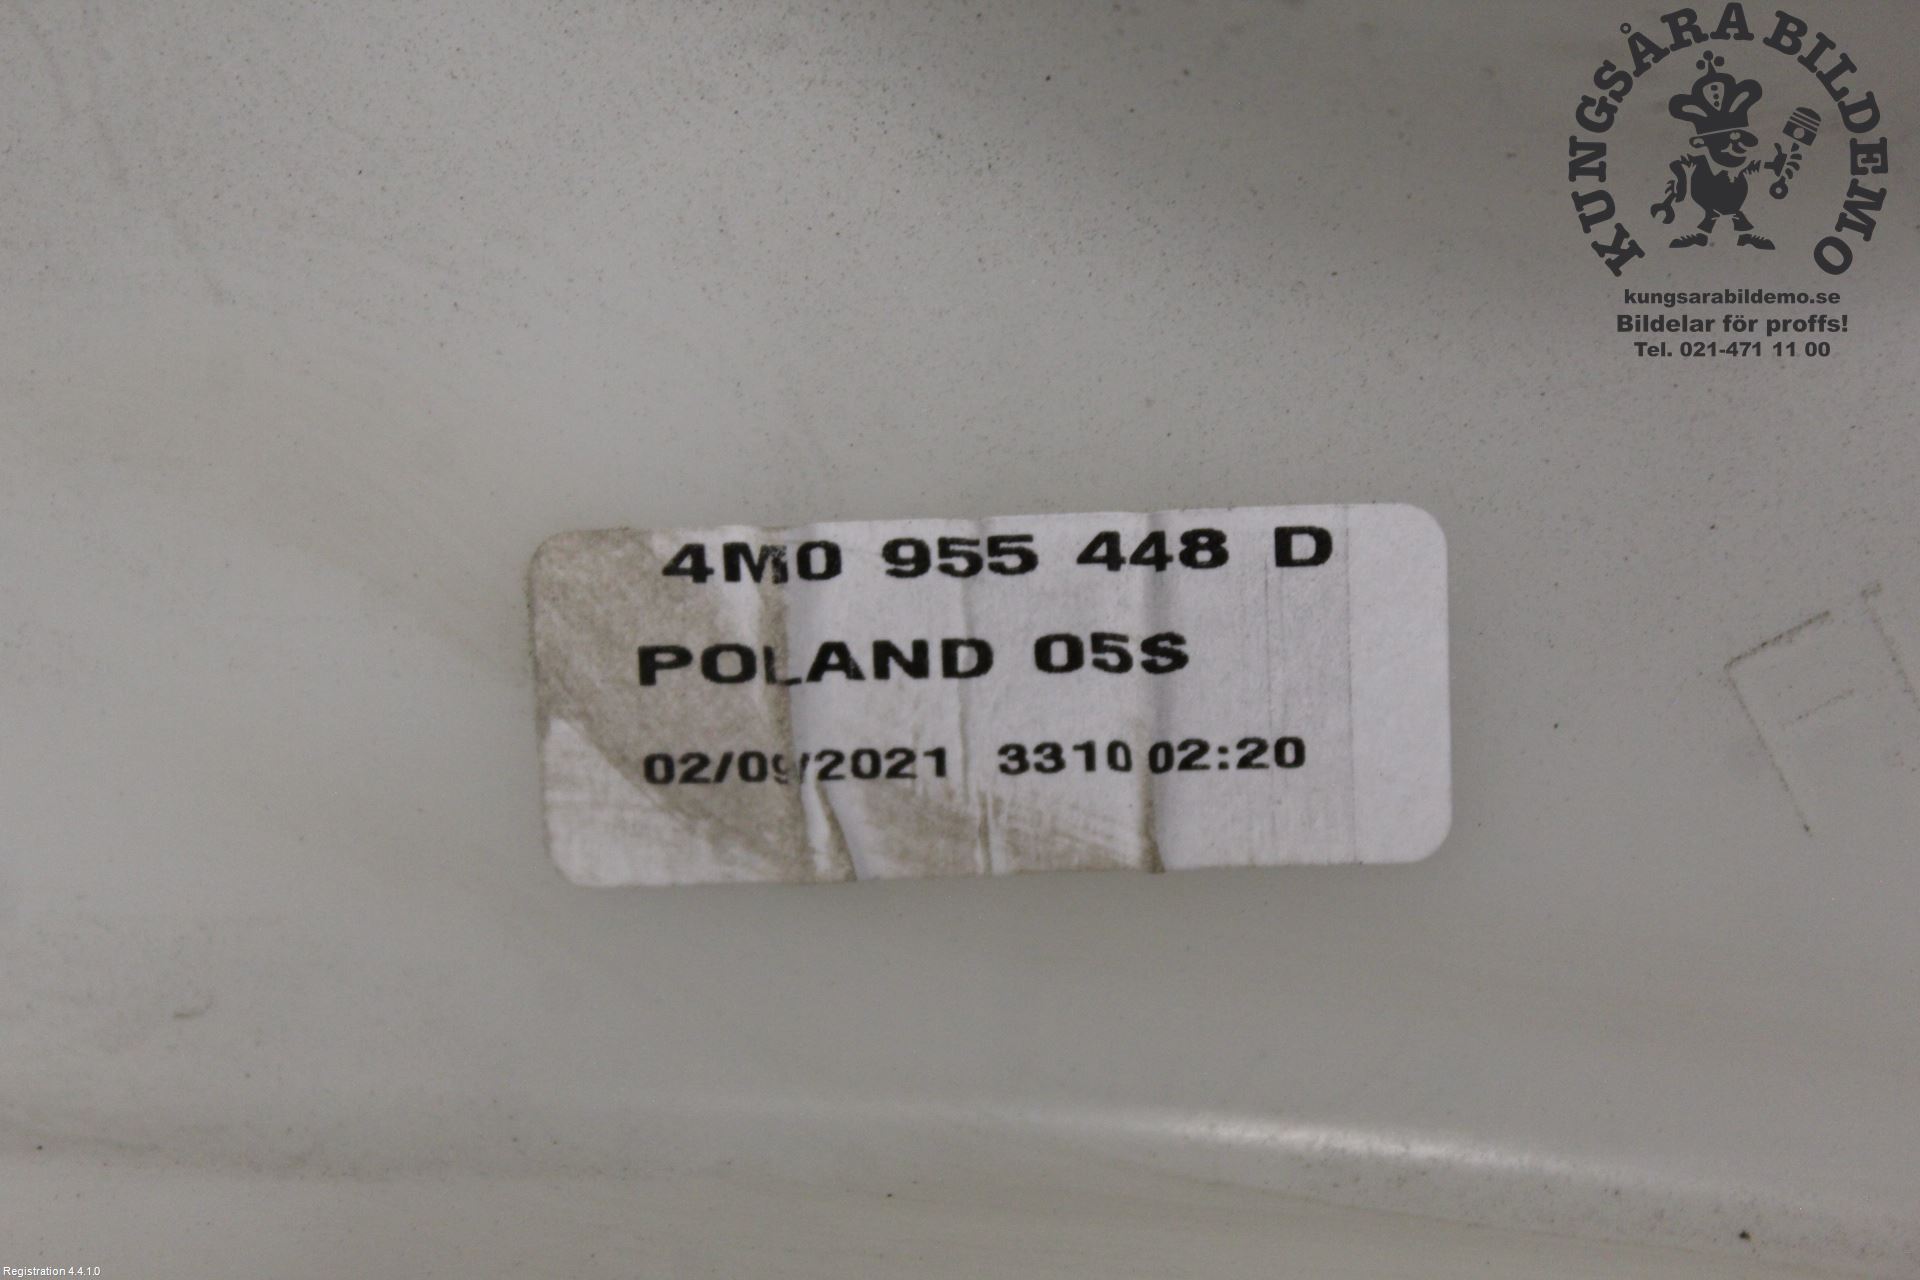 KUNGSÅRA BILDEMO
kungsarabildemo.se
Bildelar för proffs!
Tel. 021-471 11 00
4M0 955 448 D
POLAND 05S
02/09/2021 3310 02:20
Registration 4.4.1.0